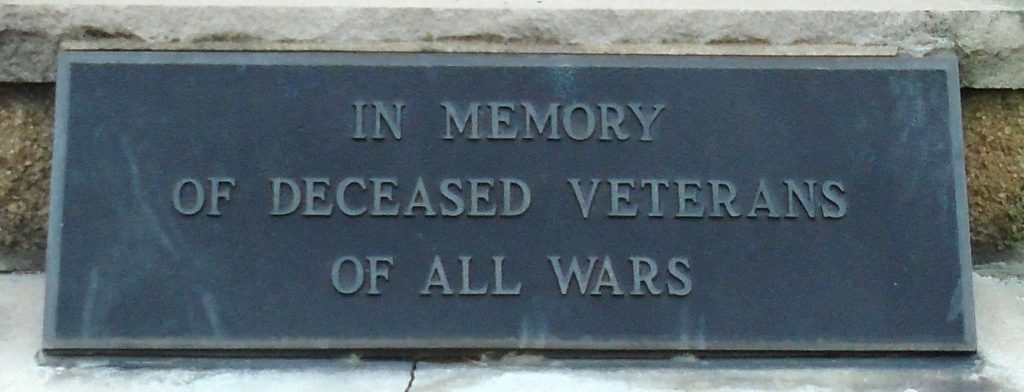 IN MEMORY
OF DECEASED VETERANS
OF ALL WARS